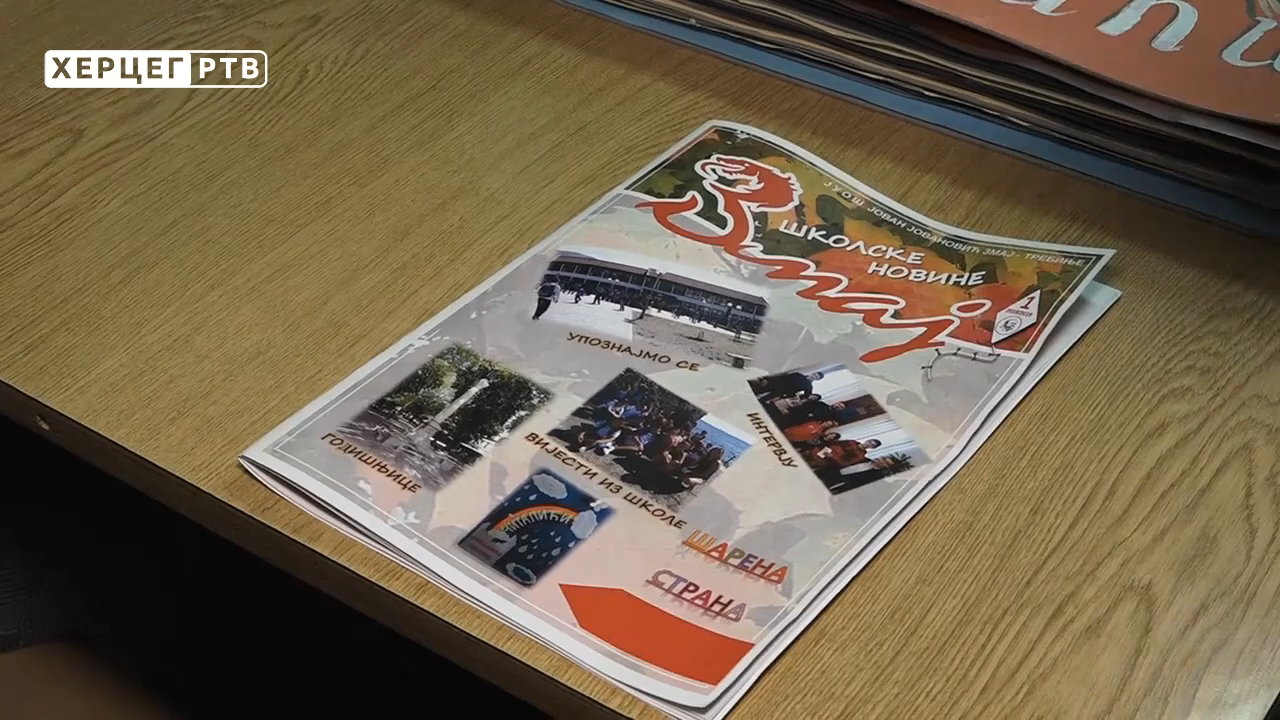 ХЕРЦЕГ РТВ
Ј У О Ш ЈОВАН ЈОВАНОВИЋ ЗМАЈ - ТРЕБИЊЕ
ШКОЛСКЕ
НОВИНЕ
Змај
1
УПОЗНАЈМО СЕ
ГОДИШЊИЦЕ
ВИЈЕСТИ ИЗ ШКОЛЕ
ИНТЕРВЈУ
ЧИТАЛИЋИ
ШАРЕНА
СТРАНА